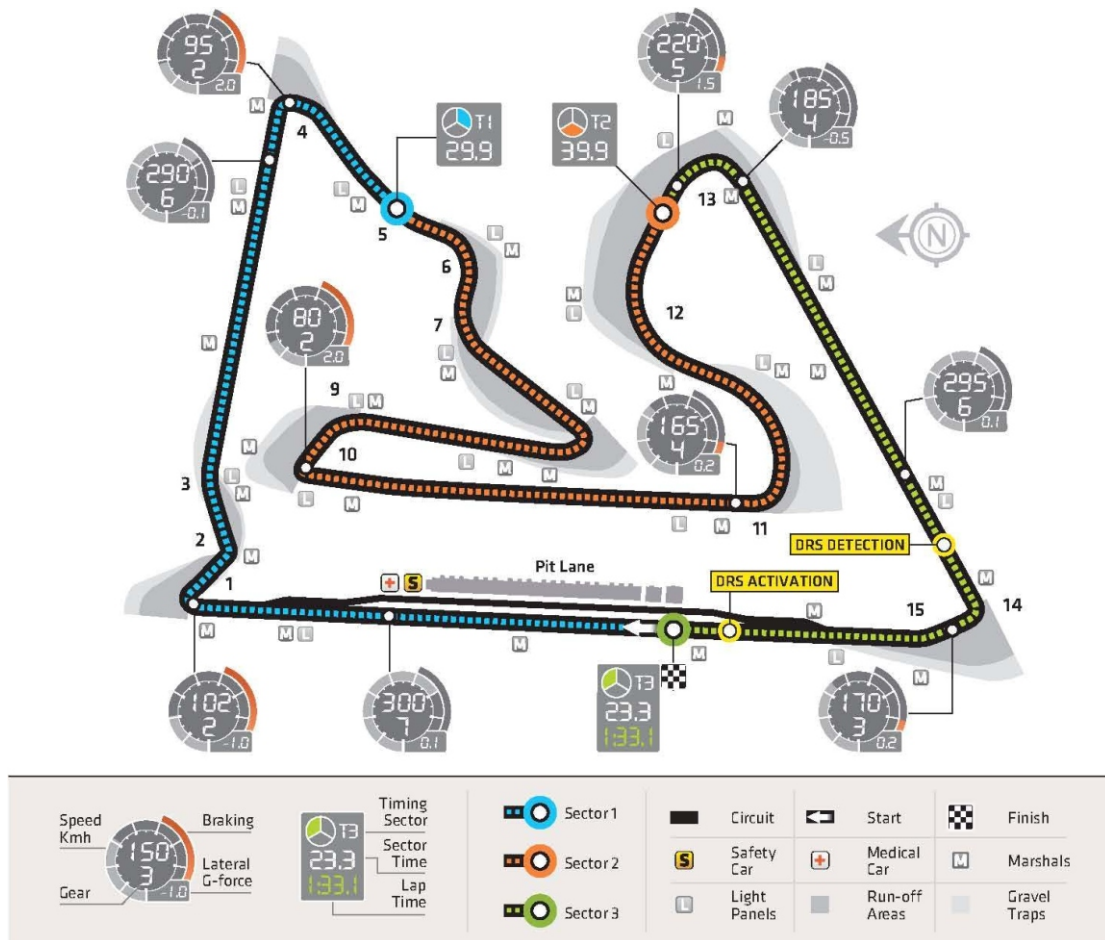 95
2
2.0
220
5
1.5
185
4
-0.5
T1
29.9
T2
39.9
M
L
M
4
290
6
-0.1
L
M
L
M
5
6
L
M
13
M
N
7
L
M
M
L
12
L
M
80
2
2.0
M
9
L
M
L
M
L
M
M
L
M
M
295
6
0.1
165
4
0.2
10
M
L
M
M
L
M
3
L
M
L
M
L
M
11
M
L
2
M
DRS DETECTION
1
Pit Lane
DRS ACTIVATION
M
15
M
14
M
M
L
M
M
L
M
102
2
-1.0
300
7
0.1
T3
23.3
1:33.1
170
3
0.2
Speed
Kmh
Braking
150
3
-1.0
Gear
Lateral
G-force
T3
23.3
1:33.1
Timing
Sector
Sector
Time
Lap
Time
Sector 1
Sector 2
Sector 3
Circuit
Start
Finish
S
Safety
Car
Medical
Car
M
Marshals
L
Light
Panels
Run-off
Areas
Gravel
Traps